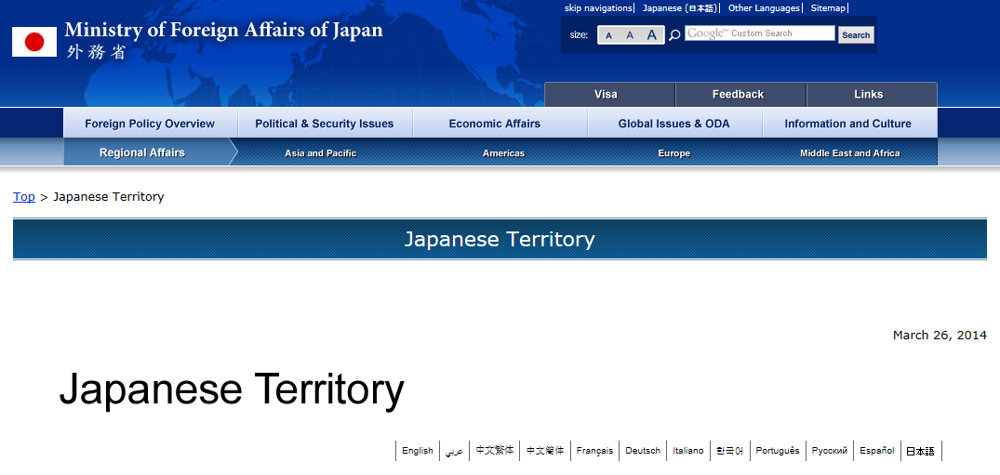 skip navigations| Japanese (日本語)| Other Languages| Sitemap|
Ministry of Foreign Affairs of Japan
外務省
size: A A A Google™ Custom Search Search
Visa Feedback Links
Foreign Policy Overview Political & Security Issues Economic Affairs Global Issues & ODA Information and Culture
Regional Affairs Asia and Pacific Americas Europe Middle East and Africa
Top > Japanese Territory
Japanese Territory
March 26, 2014
Japanese Territory
English عربي 中文繁体 中文简体 Français Deutsch Italiano 한국어 Português Русский Español 日本語